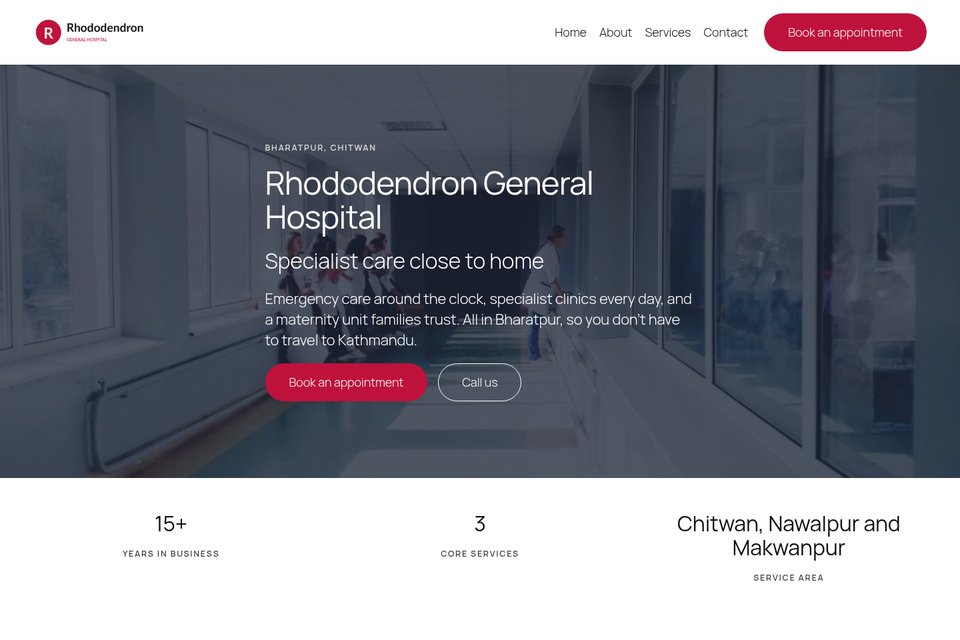 R
Rhododendron
GENERAL HOSPITAL
Home
About
Services
Contact
Book an appointment
BHARATPUR, CHITWAN
Rhododendron General
Hospital
Specialist care close to home
Emergency care around the clock, specialist clinics every day, and
a maternity unit families trust. All in Bharatpur, so you don't have
to travel to Kathmandu.
Book an appointment
Call us
15+
YEARS IN BUSINESS
3
CORE SERVICES
Chitwan, Nawalpur and
Makwanpur
SERVICE AREA